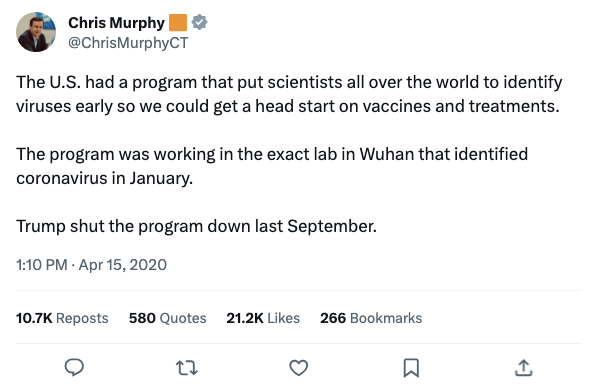 Chris Murphy
@ChrisMurphyCT
The U.S. had a program that put scientists all over the world to identify
viruses early so we could get a head start on vaccines and treatments.
The program was working in the exact lab in Wuhan that identified
coronavirus in January.
Trump shut the program down last September.
1:10 PM · Apr 15, 2020
10.7K Reposts 580 Quotes 21.2K Likes 266 Bookmarks